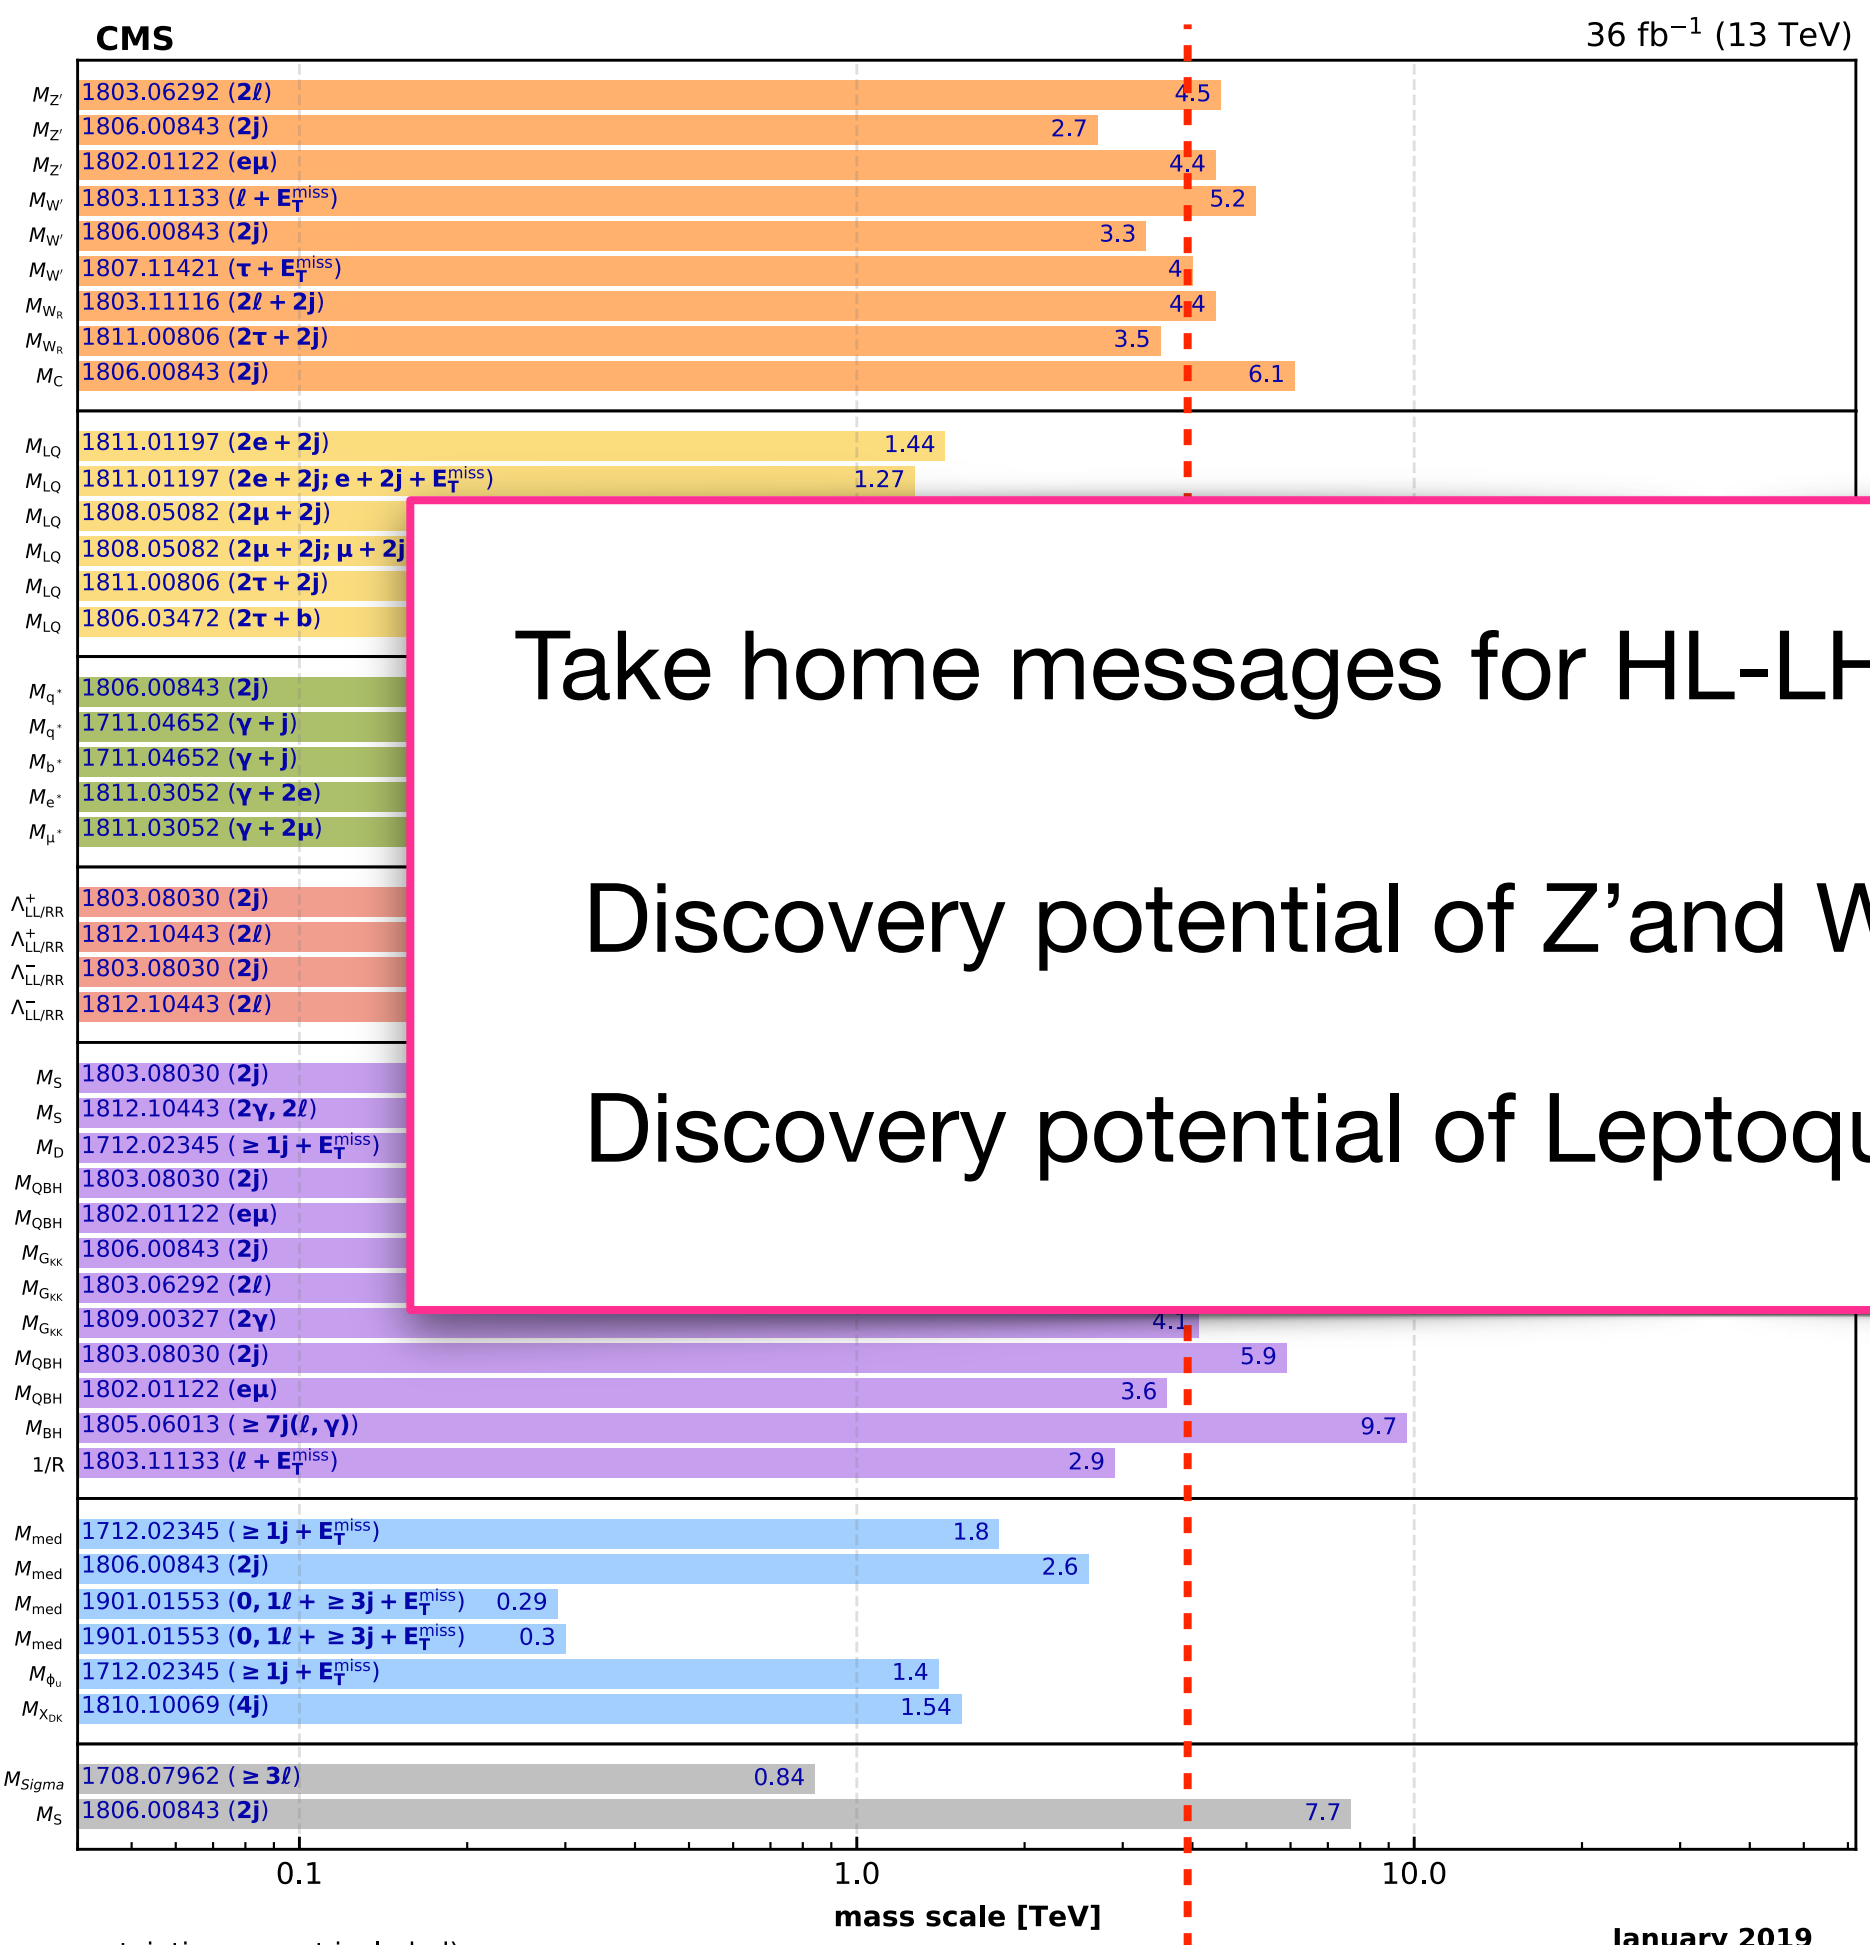 CMS
36 fb⁻¹ (13 TeV)
M_Z′ 1803.06292 (2ℓ) 4.5
M_Z′ 1806.00843 (2j) 2.7
M_Z′ 1802.01122 (eμ) 4.4
M_W′ 1803.11133 (ℓ + E_T^miss) 5.2
M_W′ 1806.00843 (2j) 3.3
M_W′ 1807.11421 (τ + E_T^miss) 4
M_W_R 1803.11116 (2ℓ + 2j) 4.4
M_W_R 1811.00806 (2τ + 2j) 3.5
M_C 1806.00843 (2j) 6.1
M_LQ 1811.01197 (2e + 2j) 1.44
M_LQ 1811.01197 (2e + 2j; e + 2j + E_T^miss) 1.27
M_LQ 1808.05082 (2μ + 2j)
M_LQ 1808.05082 (2μ + 2j; μ + 2j
M_LQ 1811.00806 (2τ + 2j)
M_LQ 1806.03472 (2τ + b)
M_q* 1806.00843 (2j)
M_q* 1711.04652 (γ + j)
M_b* 1711.04652 (γ + j)
M_e* 1811.03052 (γ + 2e)
M_μ* 1811.03052 (γ + 2μ)
Λ⁺_LL/RR 1803.08030 (2j)
Λ⁺_LL/RR 1812.10443 (2ℓ)
Λ⁻_LL/RR 1803.08030 (2j)
Λ⁻_LL/RR 1812.10443 (2ℓ)
M_S 1803.08030 (2j)
M_S 1812.10443 (2γ, 2ℓ)
M_D 1712.02345 (≥ 1j + E_T^miss)
M_QBH 1803.08030 (2j)
M_QBH 1802.01122 (eμ)
M_G_KK 1806.00843 (2j)
M_G_KK 1803.06292 (2ℓ)
M_G_KK 1809.00327 (2γ) 4.1
M_QBH 1803.08030 (2j) 5.9
M_QBH 1802.01122 (eμ) 3.6
M_BH 1805.06013 (≥ 7j(ℓ, γ)) 9.7
1/R 1803.11133 (ℓ + E_T^miss) 2.9
M_med 1712.02345 (≥ 1j + E_T^miss) 1.8
M_med 1806.00843 (2j) 2.6
M_med 1901.01553 (0, 1ℓ + ≥ 3j + E_T^miss) 0.29
M_med 1901.01553 (0, 1ℓ + ≥ 3j + E_T^miss) 0.3
M_ϕ_u 1712.02345 (≥ 1j + E_T^miss) 1.4
M_X_DK 1810.10069 (4j) 1.54
M_Sigma 1708.07962 (≥ 3ℓ) 0.84
M_S 1806.00843 (2j) 7.7
Take home messages for HL-LH
Discovery potential of Z’and W
Discovery potential of Leptoqu
0.1 1.0 10.0
mass scale [TeV]
January 2019